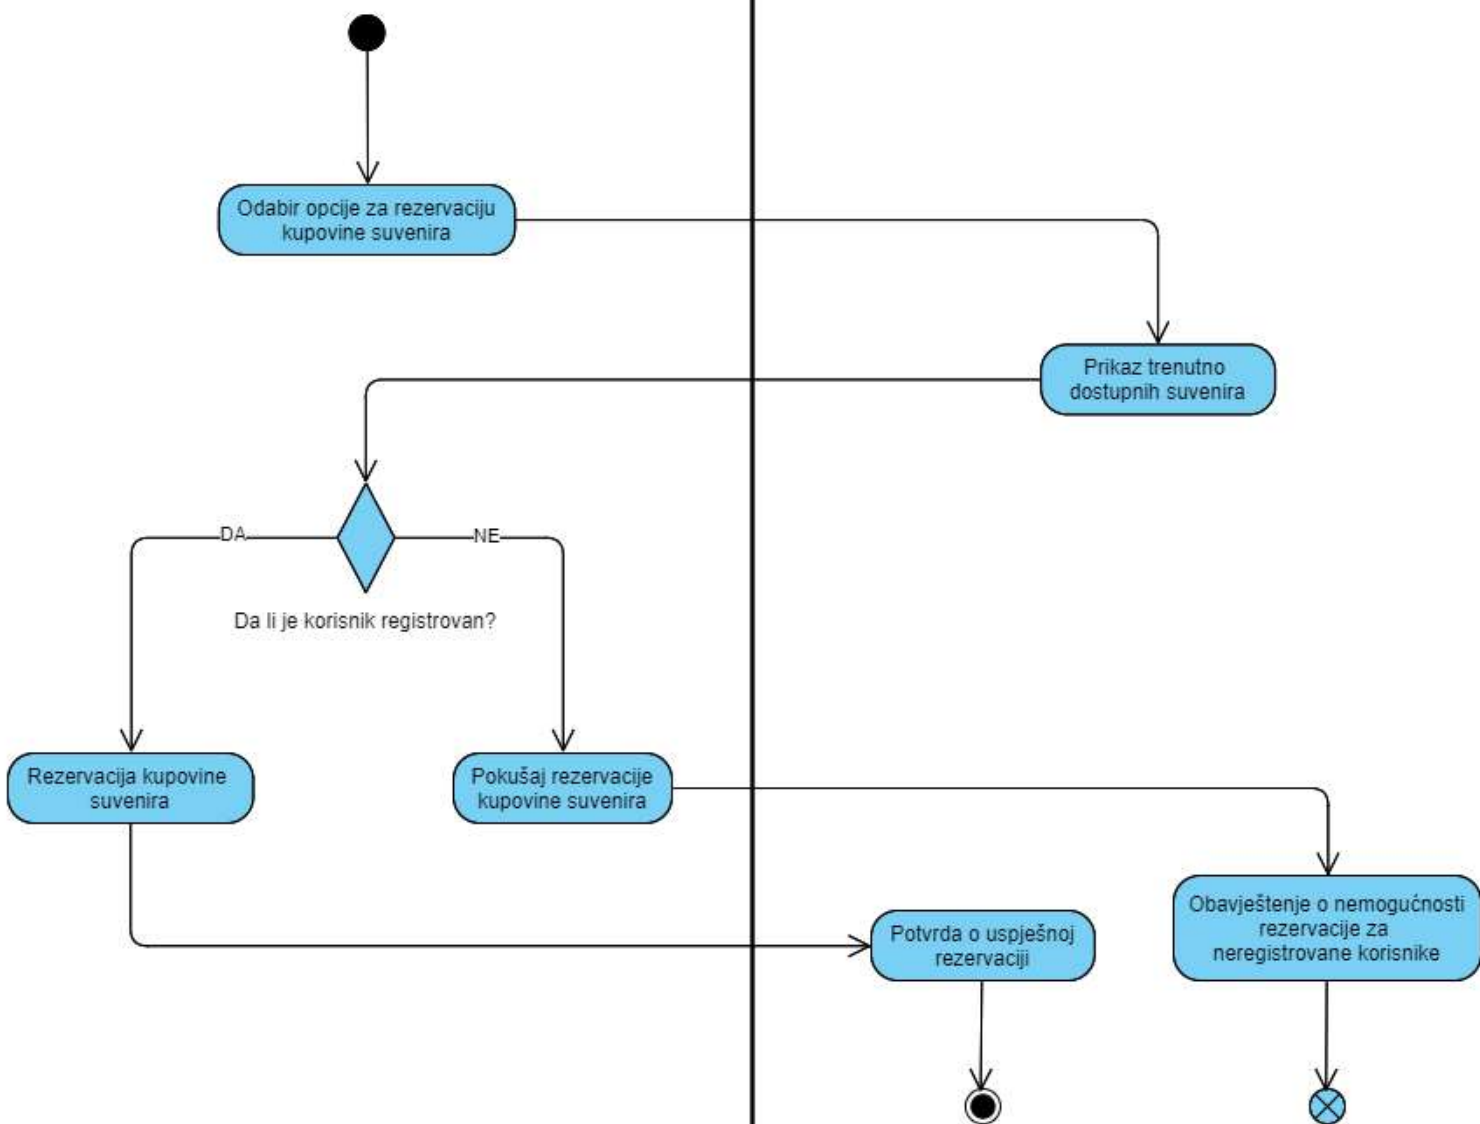 Odabir opcije za rezervaciju
kupovine suvenira
Prikaz trenutno
dostupnih suvenira
DA
NE
Da li je korisnik registrovan?
Rezervacija kupovine
suvenira
Pokušaj rezervacije
kupovine suvenira
Potvrda o uspješnoj
rezervaciji
Obavještenje o nemogućnosti
rezervacije za
neregistrovane korisnike